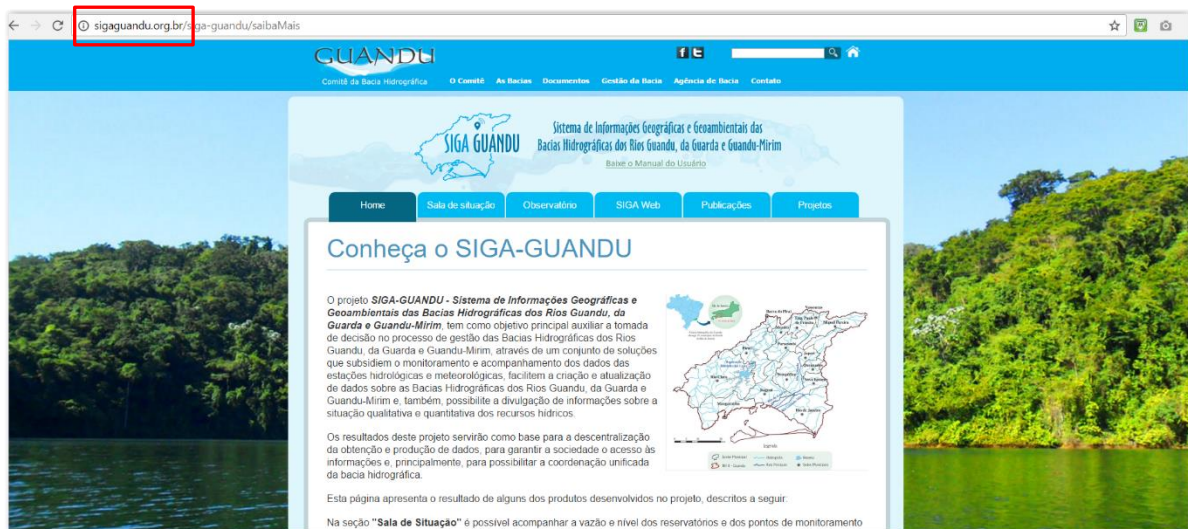 sigaguandu.org.br/siga-guandu/saibaMais
GUANDU
Comitê da Bacia Hidrográfica
O Comitê As Bacias Documentos Gestão da Bacia Agência de Bacia Contato
SIGA GUANDU
Sistema de Informações Geográficas e Geoambientais das
Bacias Hidrográficas dos Rios Guandu, da Guarda e Guandu-Mirim
Baixe o Manual do Usuário
Home Sala de situação Observatório SIGA Web Publicações Projetos
Conheça o SIGA-GUANDU
O projeto SIGA-GUANDU - Sistema de Informações Geográficas e
Geoambientais das Bacias Hidrográficas dos Rios Guandu, da
Guarda e Guandu-Mirim, tem como objetivo principal auxiliar a tomada
de decisão no processo de gestão das Bacias Hidrográficas dos Rios
Guandu, da Guarda e Guandu-Mirim, através de um conjunto de soluções
que subsidiem o monitoramento e acompanhamento dos dados das
estações hidrológicas e meteorológicas, facilitem a criação e atualização
de dados sobre as Bacias Hidrográficas dos Rios Guandu, da Guarda e
Guandu-Mirim e, também, possibilite a divulgação de informações sobre a
situação qualitativa e quantitativa dos recursos hídricos.
Os resultados deste projeto servirão como base para a descentralização
da obtenção e produção de dados, para garantir a sociedade o acesso às
informações e, principalmente, para possibilitar a coordenação unificada
da bacia hidrográfica.
Esta página apresenta o resultado de alguns dos produtos desenvolvidos no projeto, descritos a seguir:
Na seção "Sala de Situação" é possível acompanhar a vazão e nível dos reservatórios e dos pontos de monitoramento